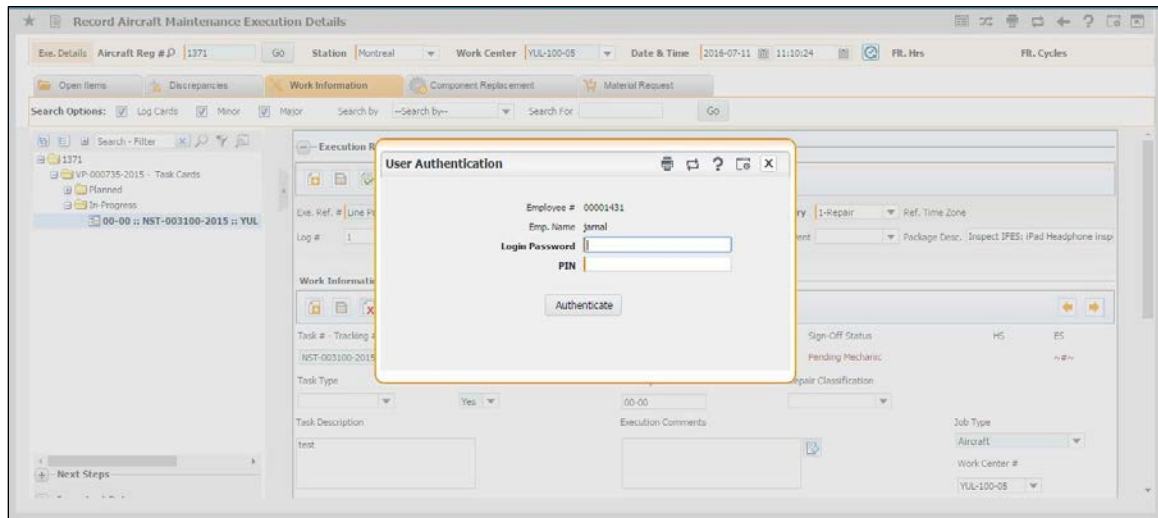 Record Aircraft Maintenance Execution Details
Exe. Details Aircraft Reg # 1371 Go Station Montreal Work Center YUL-100-05 Date & Time 2016-07-11 11:10:24 Flt. Hrs Flt. Cycles
Open Items Discrepancies Work Information Component Replacement Material Request
Search Options: Log Cards Minor Major Search by --Search by-- Search For Go
Search - Filter
1371
VP-000735-2015 - Task Cards
Planned
In-Progress
00-00 :: NST-003100-2015 :: YUL
Next Steps
Execution R
Exe. Ref. # Line P
ry 1-Repair Ref. Time Zone
Log # 1
ent Package Desc. Inspect IFES; iPad Headphone insp
User Authentication
Employee # 00001431
Emp. Name jamal
Login Password
PIN
Authenticate
Work Informati
Task # - Tracking # Sign-Off Status HS ES
NST-003100-2015 Pending Mechanic ~#~
Task Type epair Classification
Yes 00-00
Task Description Execution Comments Job Type
test Aircraft
Work Center #
YUL-100-05